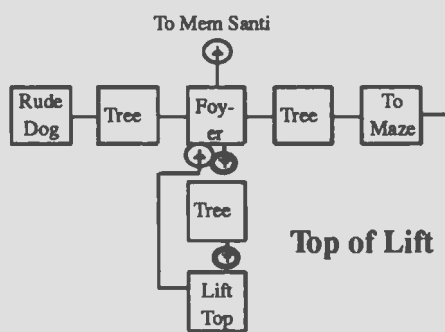 To Mem Santi
Rude
Dog
Tree
Foy-
er
Tree
To
Maze
Tree
Top of Lift
Lift
Top